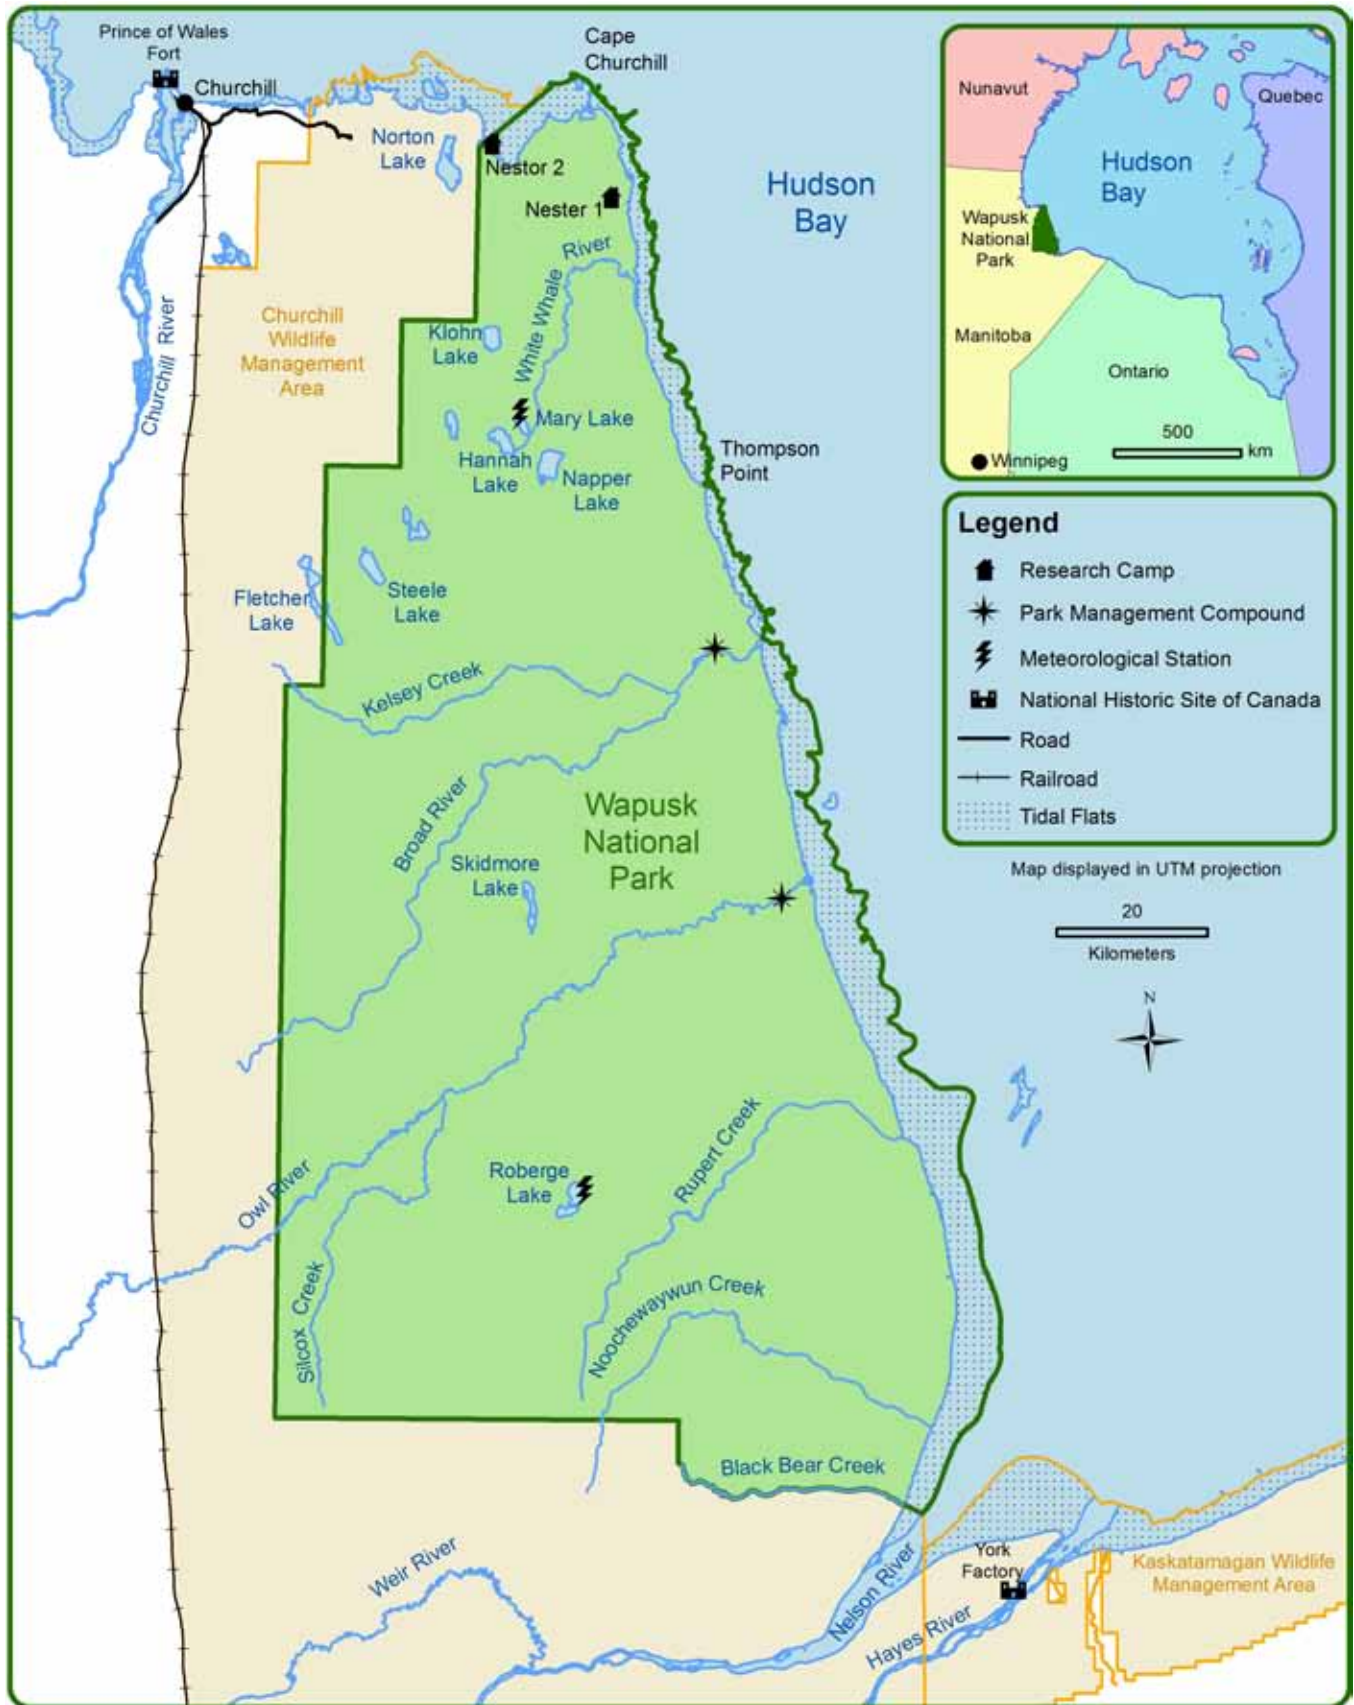 Prince of Wales
Fort
Churchill
Cape
Churchill
Norton
Lake
Nestor 2
Nester 1
Hudson
Bay
White Whale
River
Churchill River
Churchill
Wildlife
Management
Area
Klohn
Lake
Mary Lake
Hannah
Lake
Napper
Lake
Thompson
Point
Fletcher
Lake
Steele
Lake
Kelsey Creek
Broad River
Wapusk
National
Park
Skidmore
Lake
Owl River
Silcox Creek
Roberge
Lake
Rupert Creek
Noochewaywun Creek
Black Bear Creek
Weir River
Nelson River
Hayes River
York
Factory
Kaskatamagan Wildlife
Management Area
Nunavut
Quebec
Hudson
Bay
Wapusk
National
Park
Manitoba
Ontario
500
km
Winnipeg
Legend
Research Camp
Park Management Compound
Meteorological Station
National Historic Site of Canada
Road
Railroad
Tidal Flats
Map displayed in UTM projection
20
Kilometers
N